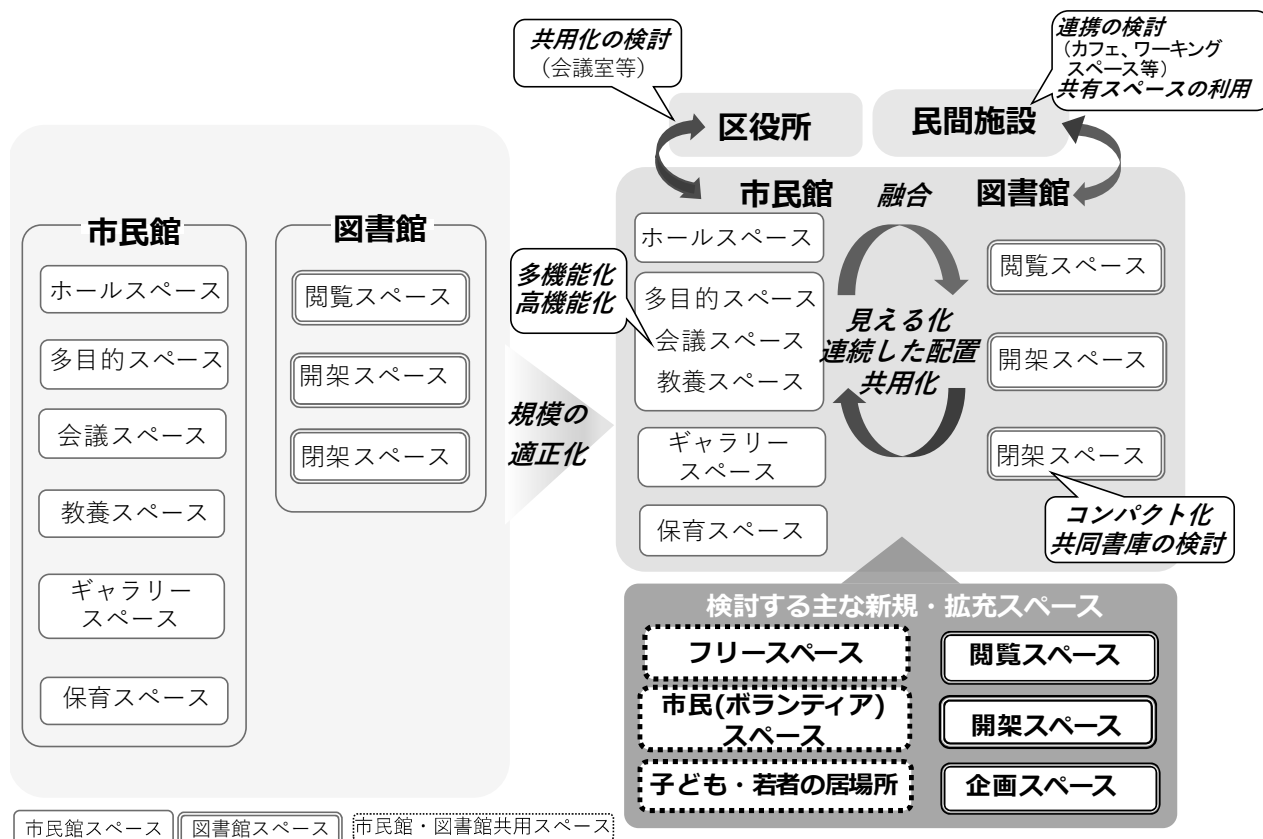 共用化の検討
（会議室等）
連携の検討
（カフェ、ワーキング
スペース等）
共有スペースの利用
区役所
民間施設
市民館
ホールスペース
多目的スペース
会議スペース
教養スペース
ギャラリー
スペース
保育スペース
図書館
閲覧スペース
開架スペース
閉架スペース
規模の
適正化
市民館
融合
図書館
ホールスペース
多機能化
高機能化
多目的スペース
会議スペース
教養スペース
ギャラリー
スペース
保育スペース
見える化
連続した配置
共用化
閲覧スペース
開架スペース
閉架スペース
コンパクト化
共同書庫の検討
検討する主な新規・拡充スペース
フリースペース
市民(ボランティア)
スペース
子ども・若者の居場所
閲覧スペース
開架スペース
企画スペース
市民館スペース
図書館スペース
市民館・図書館共用スペース